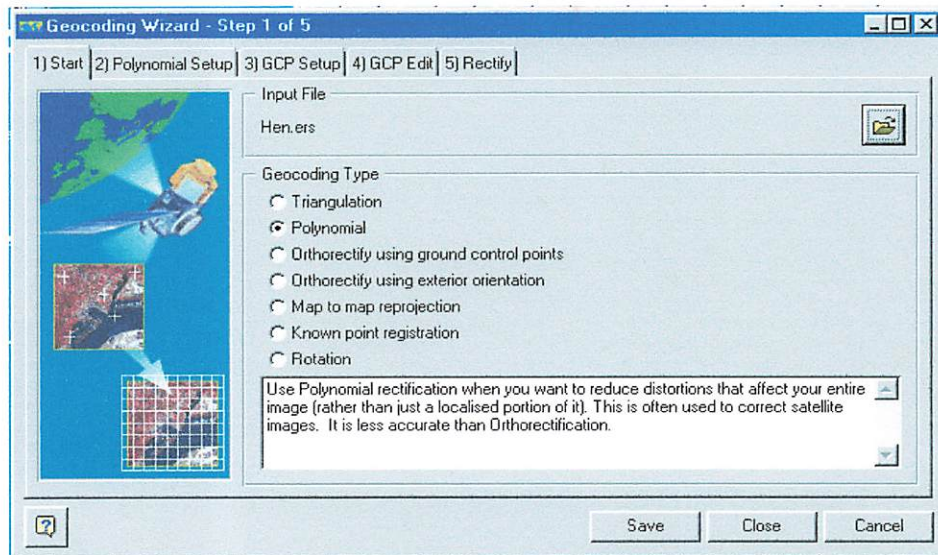 Geocoding Wizard - Step 1 of 5
1) Start 2) Polynomial Setup 3) GCP Setup 4) GCP Edit 5) Rectify
Input File
Hen.ers
Geocoding Type
Triangulation
Polynomial
Orthorectify using ground control points
Orthorectify using exterior orientation
Map to map reprojection
Known point registration
Rotation
Use Polynomial rectification when you want to reduce distortions that affect your entire
image (rather than just a localised portion of it). This is often used to correct satellite
images. It is less accurate than Orthorectification.
Save Close Cancel